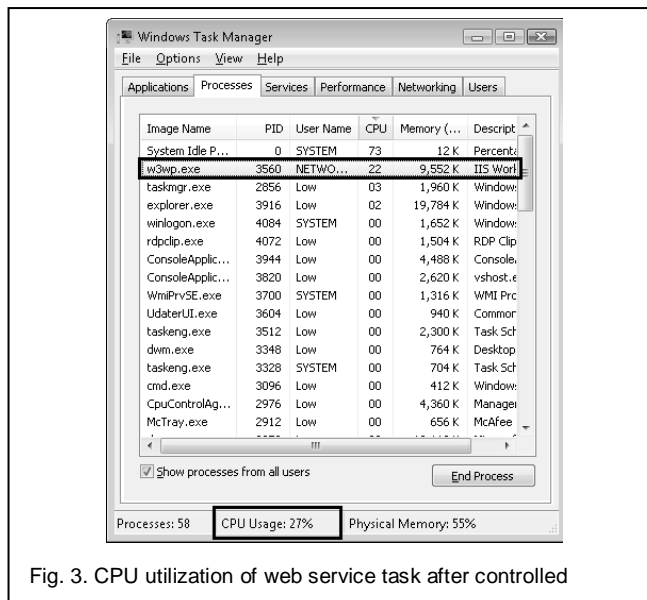 Windows Task Manager
File Options View Help
Applications Processes Services Performance Networking Users
Image Name PID User Name CPU Memory (... Descript
System Idle P... 0 SYSTEM 73 12 K Percenta
w3wp.exe 3560 NETWO... 22 9,552 K IIS Worl
taskmgr.exe 2856 Low 03 1,960 K Window:
explorer.exe 3916 Low 02 19,784 K Window:
winlogon.exe 4084 SYSTEM 00 1,652 K Window:
rdpclip.exe 4072 Low 00 1,504 K RDP Clip
ConsoleApplic... 3944 Low 00 4,488 K Console.
ConsoleApplic... 3820 Low 00 2,620 K vshost.e
WmiPrvSE.exe 3700 SYSTEM 00 1,316 K WMI Prc
UdaterUI.exe 3604 Low 00 940 K Common
taskeng.exe 3512 Low 00 2,300 K Task Sch
dwm.exe 3348 Low 00 764 K Desktop
taskeng.exe 3328 SYSTEM 00 704 K Task Sch
cmd.exe 3096 Low 00 412 K Window:
CpuControlAg... 2976 Low 00 4,360 K Manager
McTray.exe 2912 Low 00 656 K McAfee
Show processes from all users
End Process
Processes: 58 CPU Usage: 27% Physical Memory: 55%
Fig. 3. CPU utilization of web service task after controlled